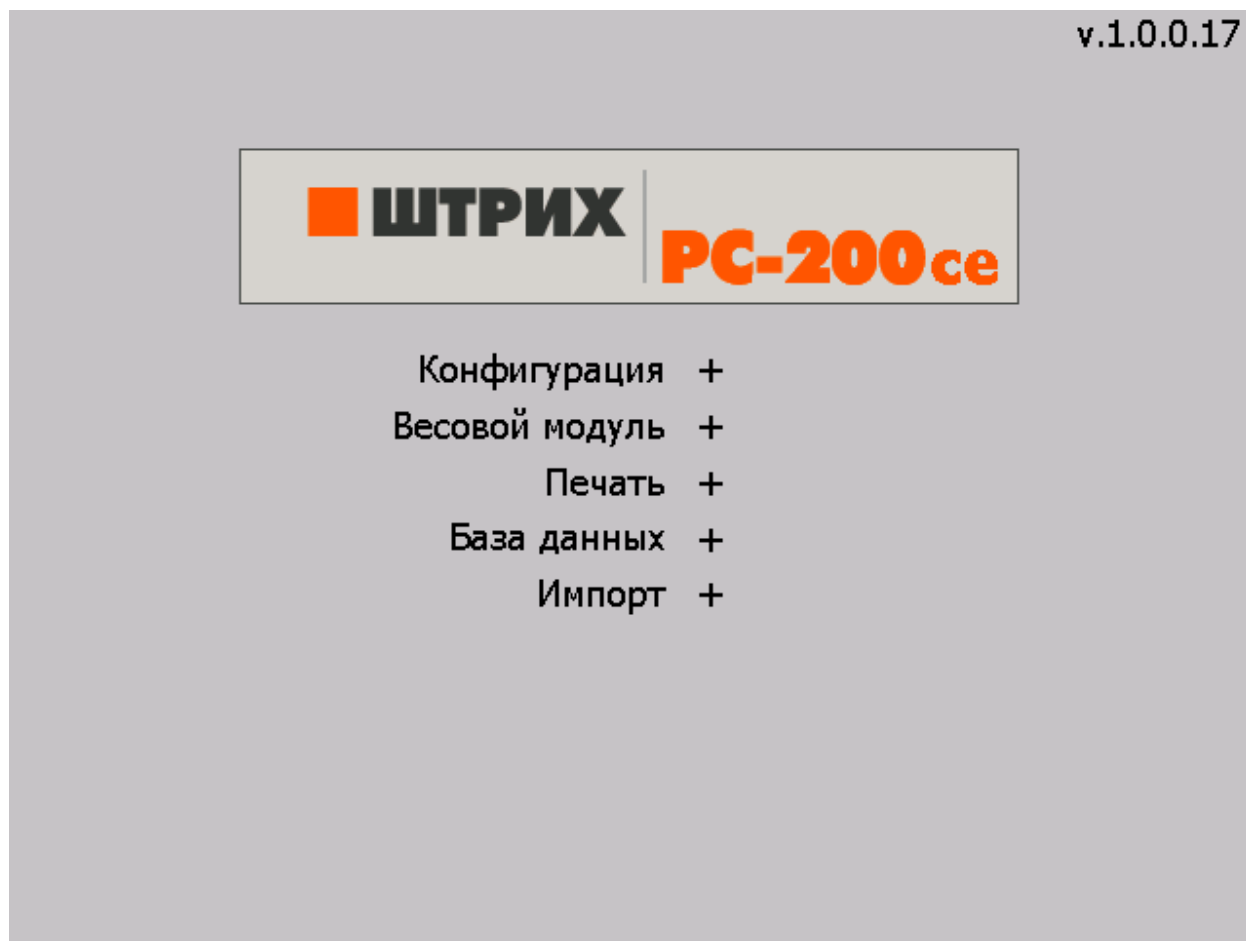 v.1.0.0.17
ШТРИХ
PC-200ce
Конфигурация +
Весовой модуль +
Печать +
База данных +
Импорт +